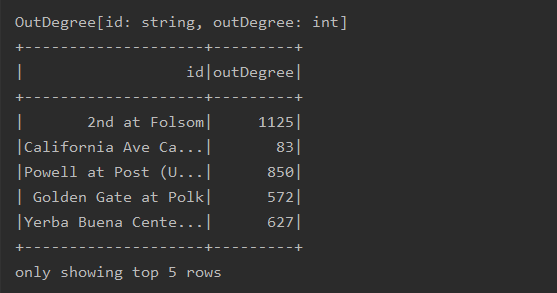 OutDegree[id: string, outDegree: int]
+--------------------+---------+
|                  id|outDegree|
+--------------------+---------+
|       2nd at Folsom|     1125|
|California Ave Ca...|       83|
|Powell at Post (U...|      850|
| Golden Gate at Polk|      572|
|Yerba Buena Cente...|      627|
+--------------------+---------+
only showing top 5 rows